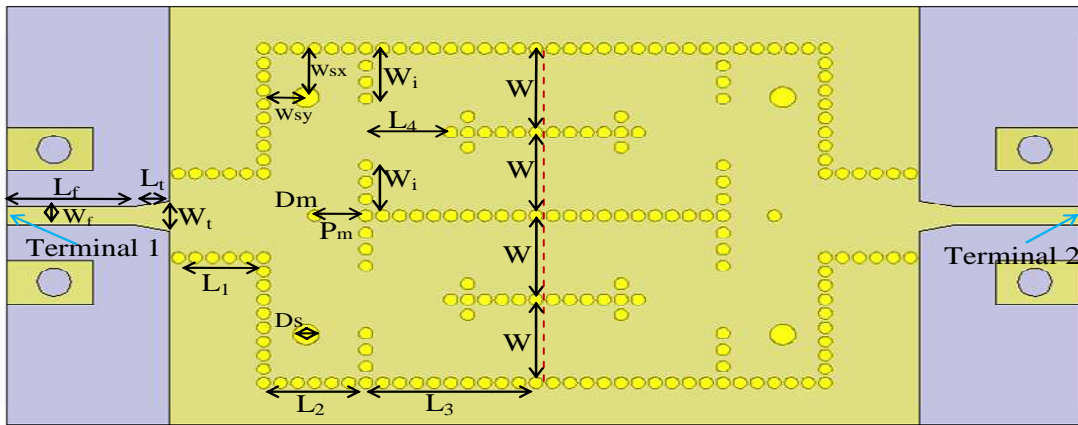 Wsx
Wi
W
Wsy
L4
Lf
Lt
Wi
W
Dm
Wf
Wt
Pm
Terminal 1
Terminal 2
W
L1
Ds
W
L2
L3